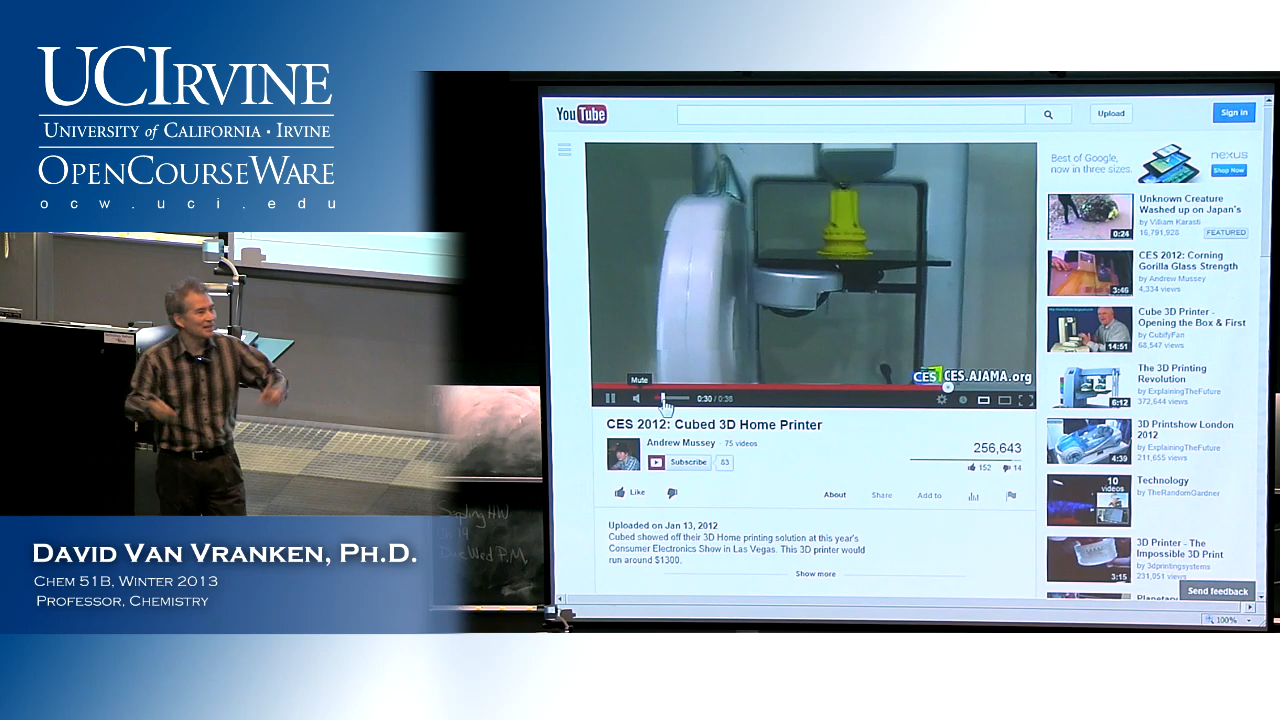 UCIRVINE
UNIVERSITY of CALIFORNIA • IRVINE
OPENCOURSEWARE
ocw.uci.edu
DAVID VAN VRANKEN, PH.D.
CHEM 51B, WINTER 2013
PROFESSOR, CHEMISTRY
Sapling HW
Due Wed P.M.
YouTube
Upload
Sign in
CES CES.AJAMA.org
Mute
0:30 / 0:38
CES 2012: Cubed 3D Home Printer
Andrew Mussey · 75 videos
Subscribe 83
256,643
152 14
Like
About Share Add to
Uploaded on Jan 13, 2012
Cubed showed off their 3D Home printing solution at this year's
Consumer Electronics Show in Las Vegas. This 3D printer would
run around $1300.
Show more
Best of Google,
now in three sizes.
nexus
Shop Now
Unknown Creature
Washed up on Japan's
by Villiam Karasti
16,791,928 FEATURED
0:24
CES 2012: Corning
Gorilla Glass Strength
by Andrew Mussey
4,334 views
3:46
Cube 3D Printer -
Opening the Box & First
by CubifyFan
68,547 views
14:51
The 3D Printing
Revolution
by ExplainingTheFuture
372,644 views
6:12
3D Printshow London
2012
by ExplainingTheFuture
211,655 views
4:39
10
videos
Technology
by TheRandomGardner
3D Printer - The
Impossible 3D Print
by 3dprintingsystems
231,051 views
3:15
Planetary
Send feedback
100%